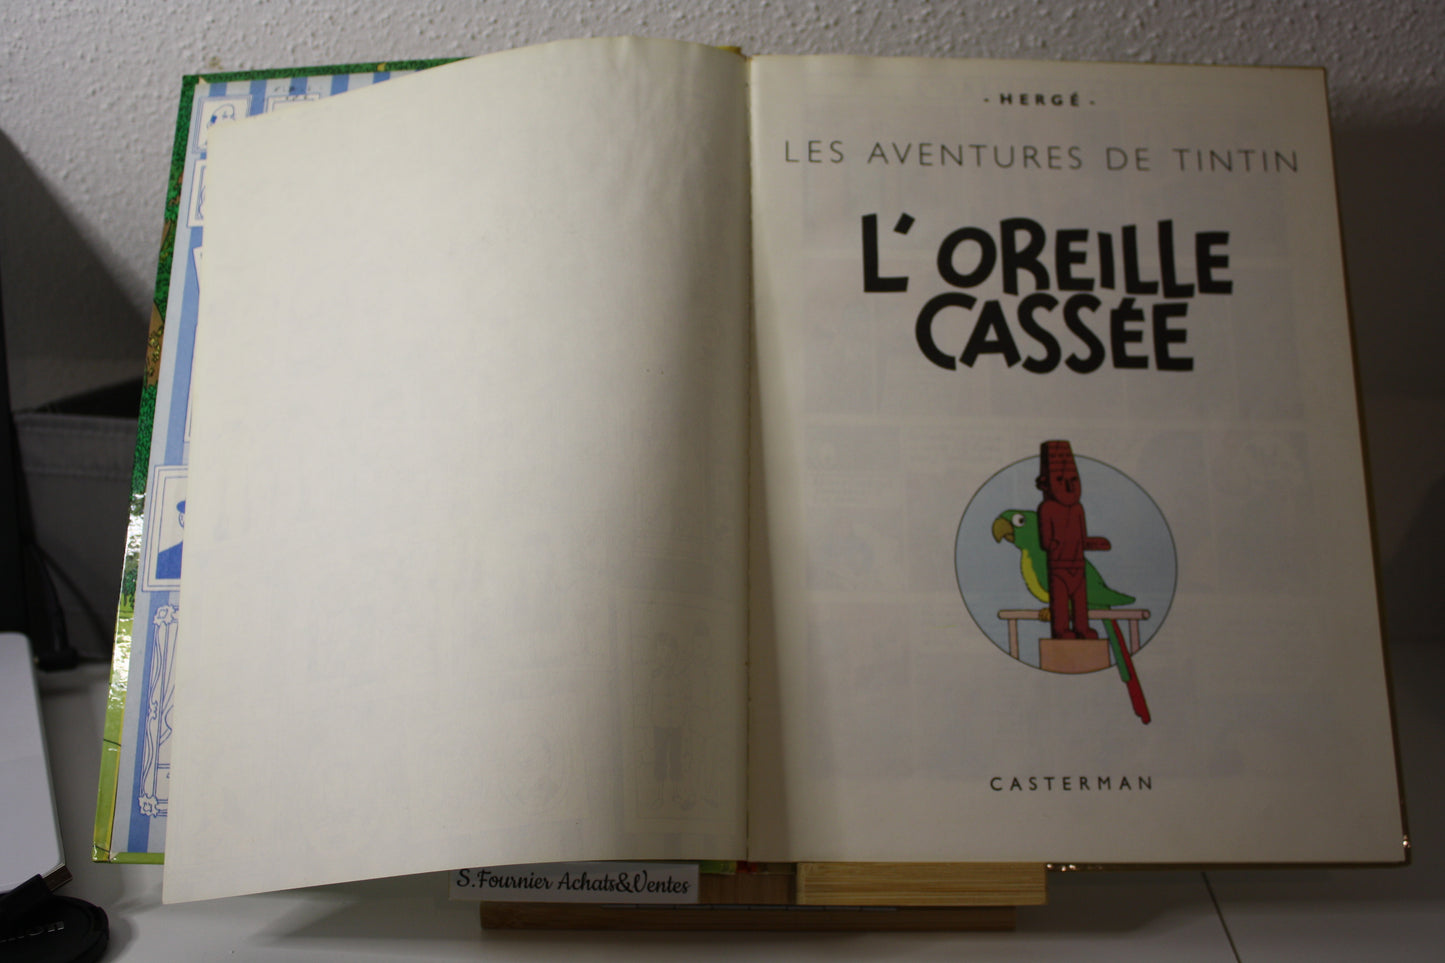 - HERGÉ -
LES AVENTURES DE TINTIN
L'OREILLE
CASSÉE
CASTERMAN
S.Fournier Achats&Ventes